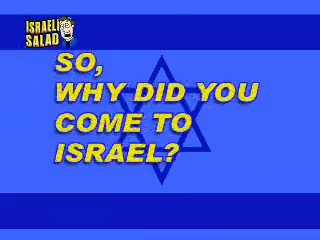 ISRAELI
SALAD
SO,
WHY DID YOU
COME TO
ISRAEL?